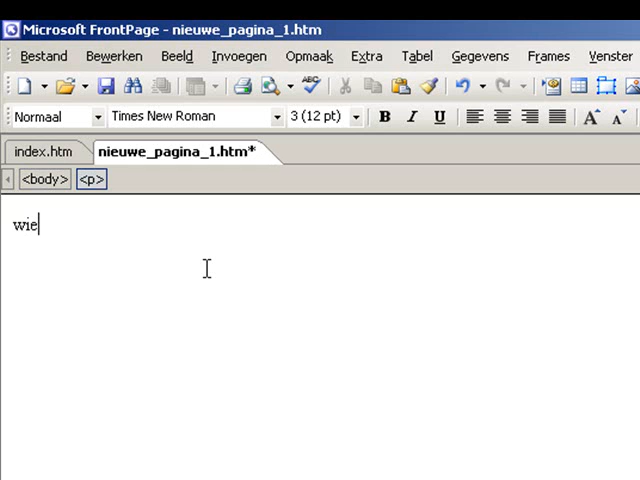 Microsoft FrontPage - nieuwe_pagina_1.htm
Bestand Bewerken Beeld Invoegen Opmaak Extra Tabel Gegevens Frames Venster
ABC
Normaal Times New Roman 3 (12 pt) B I U A A
index.htm nieuwe_pagina_1.htm*
<body> <p>
wie